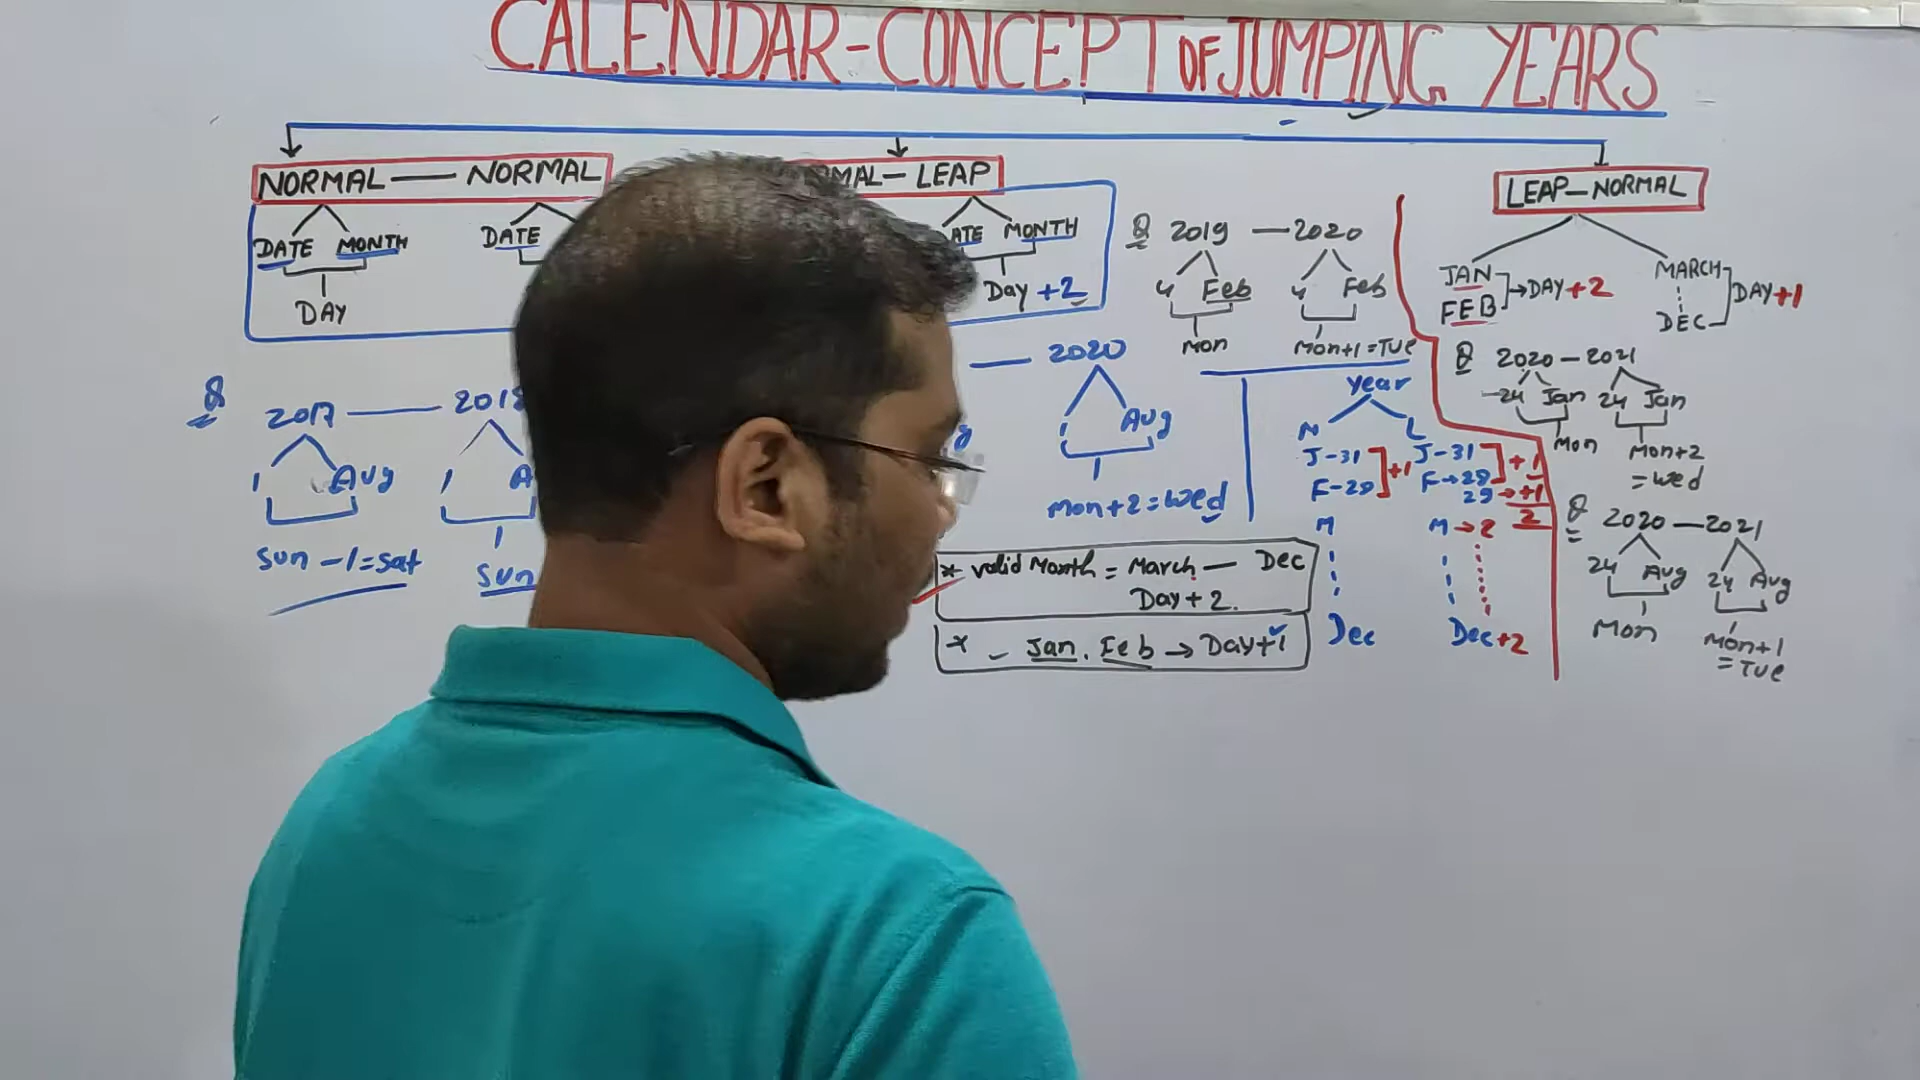 CALENDAR-CONCEPT OF JUMPING YEARS
NORMAL — NORMAL
DATE MONTH
DAY
DATE
MAL — LEAP
ATE MONTH
Day +2
Q 2019 — 2020
4 Feb
4 Feb
Mon
Mon+1=Tue
LEAP—NORMAL
JAN
FEB
→DAY+2
MARCH
DEC
DAY+1
Q 2017 — 2018
1 Aug
Sun -1=Sat
1 A
Sun
— 2020
1 Aug
Mon+2=Wed
year
N
J-31
F-28
+1
M
Dec
L
J-31
F→28
+1
29→+1
2
M→2
Dec+2
* valid Month = March — Dec
Day+2.
* – Jan. Feb → Day+1
Q 2020 — 2021
24 Jan
24 Jan
Mon
Mon+2
=Wed
Q 2020 — 2021
24 Aug
24 Aug
Mon
Mon+1
=Tue